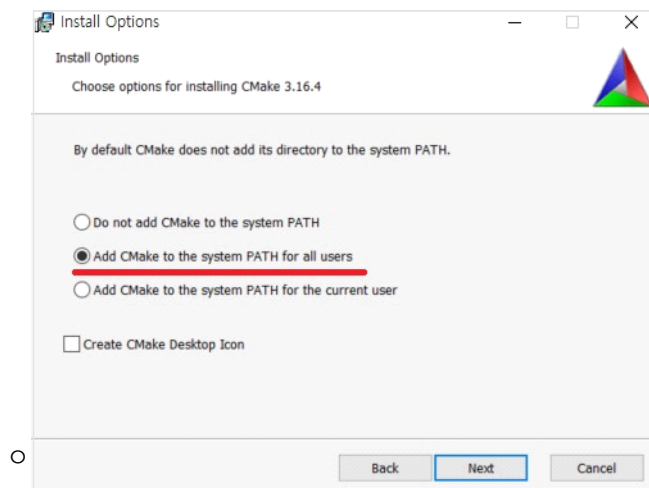 Install Options
Install Options
Choose options for installing CMake 3.16.4
By default CMake does not add its directory to the system PATH.
Do not add CMake to the system PATH
Add CMake to the system PATH for all users
Add CMake to the system PATH for the current user
Create CMake Desktop Icon
Back Next Cancel